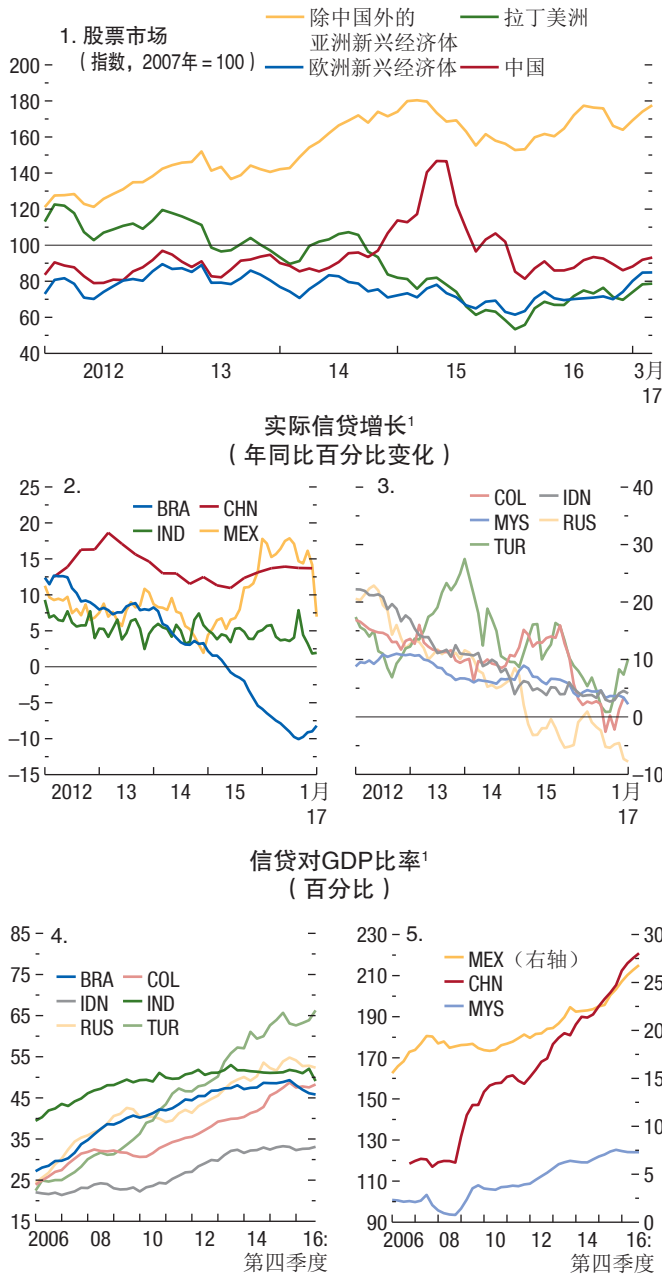 1. 股票市场
(指数，2007年 = 100)
除中国外的
亚洲新兴经济体
拉丁美洲
欧洲新兴经济体
中国
200
180
160
140
120
100
80
60
40
2012 13 14 15 16 3月
17
实际信贷增长1
(年同比百分比变化)
2.
BRA CHN
IND MEX
25
20
15
10
5
0
–5
–10
–15
2012 13 14 15 1月
17
3.
COL IDN
MYS RUS
TUR
40
30
20
10
0
–10
2012 13 14 15 1月
17
信贷对GDP比率1
(百分比)
4.
BRA COL
IDN IND
RUS TUR
85
75
65
55
45
35
25
15
2006 08 10 12 14 16:
第四季度
5.
MEX（右轴）
CHN
MYS
230
210
190
170
150
130
110
90
30
25
20
15
10
5
0
2006 08 10 12 14 16:
第四季度